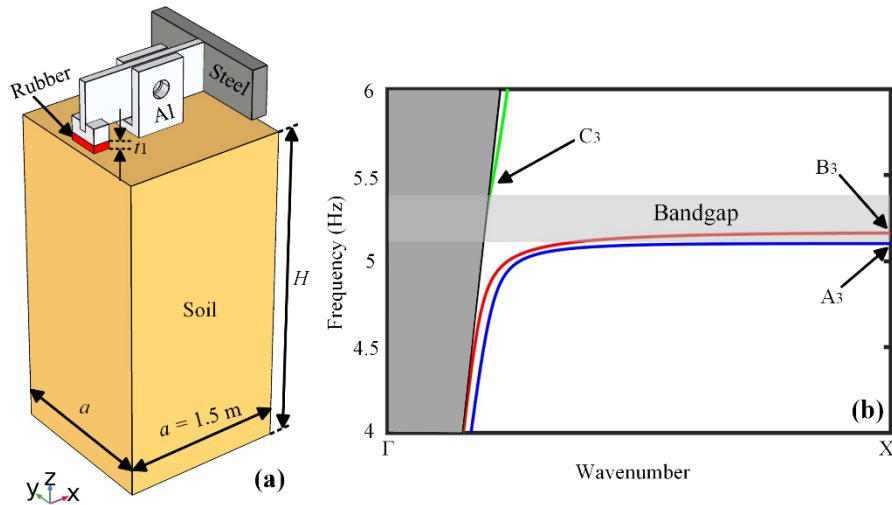 Rubber
Steel
Al
t1
H
Soil
a
a = 1.5 m
y z x
(a)
6
5.5
5
4.5
4
Frequency (Hz)
C3
Bandgap
B3
A3
(b)
Γ
X
Wavenumber